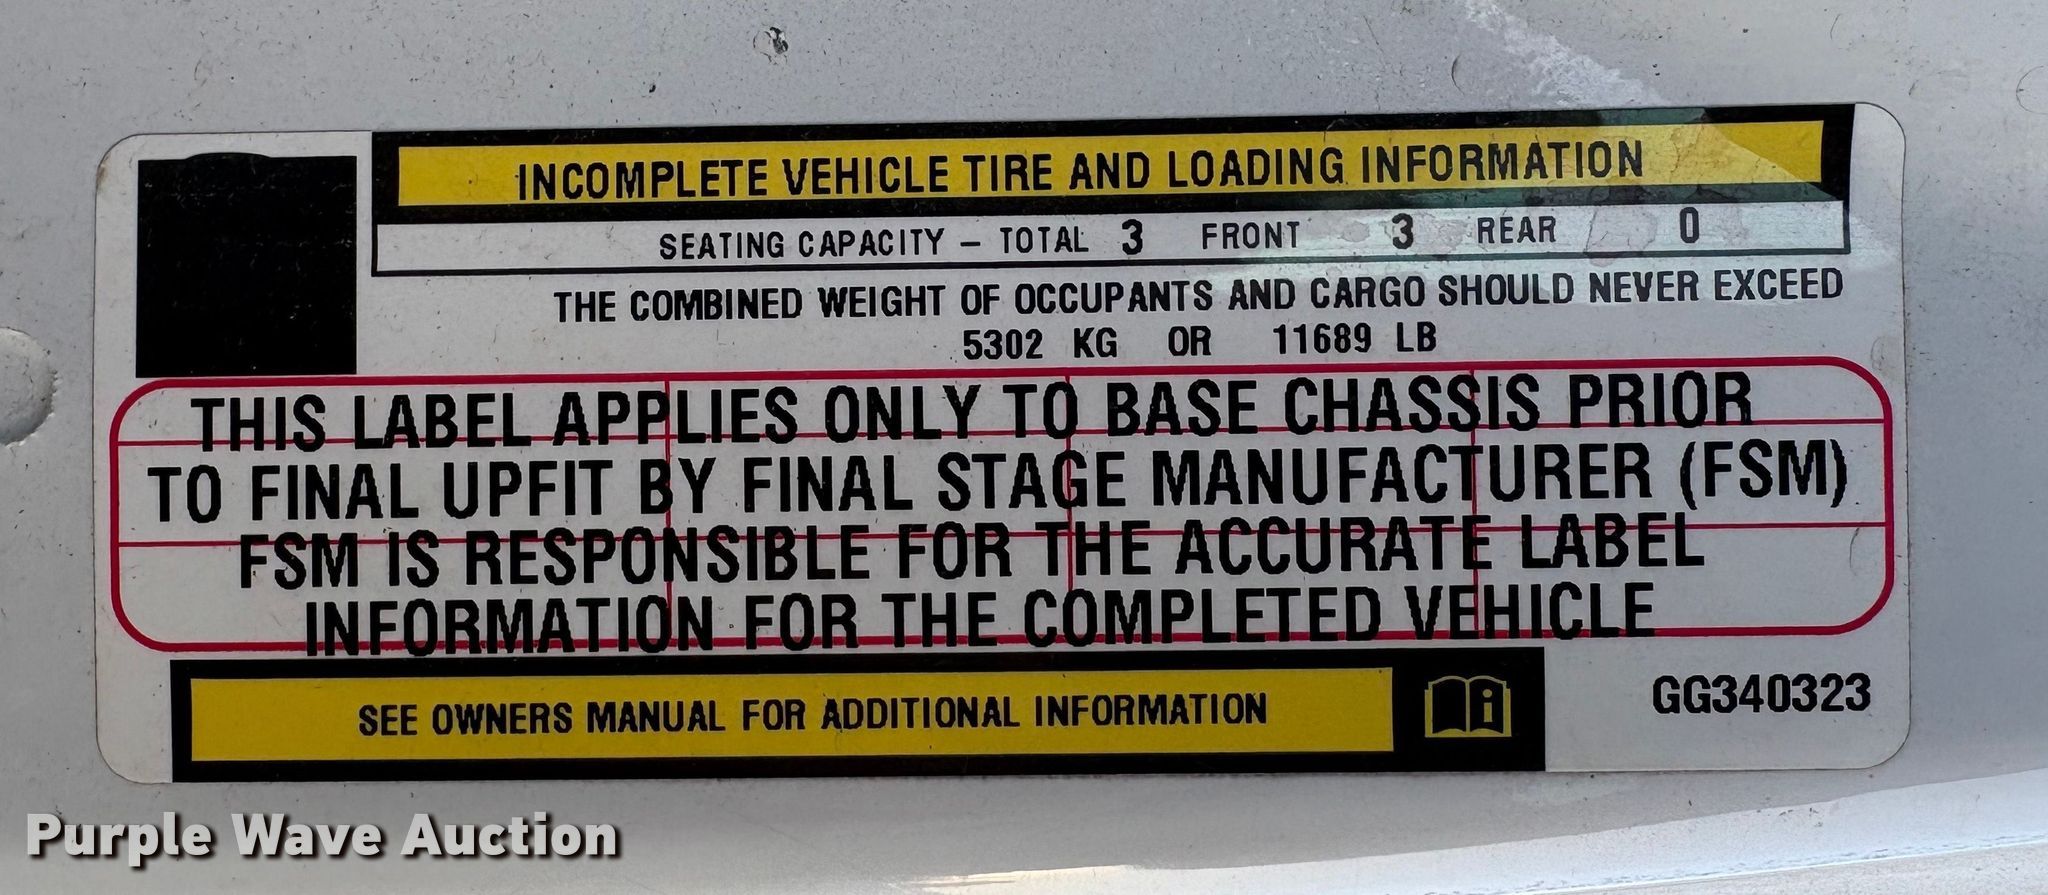 INCOMPLETE VEHICLE TIRE AND LOADING INFORMATION
SEATING CAPACITY – TOTAL 3 FRONT 3 REAR 0
THE COMBINED WEIGHT OF OCCUPANTS AND CARGO SHOULD NEVER EXCEED
5302 KG OR 11689 LB
THIS LABEL APPLIES ONLY TO BASE CHASSIS PRIOR
TO FINAL UPFIT BY FINAL STAGE MANUFACTURER (FSM)
FSM IS RESPONSIBLE FOR THE ACCURATE LABEL
INFORMATION FOR THE COMPLETED VEHICLE
SEE OWNERS MANUAL FOR ADDITIONAL INFORMATION
GG340323
Purple Wave Auction